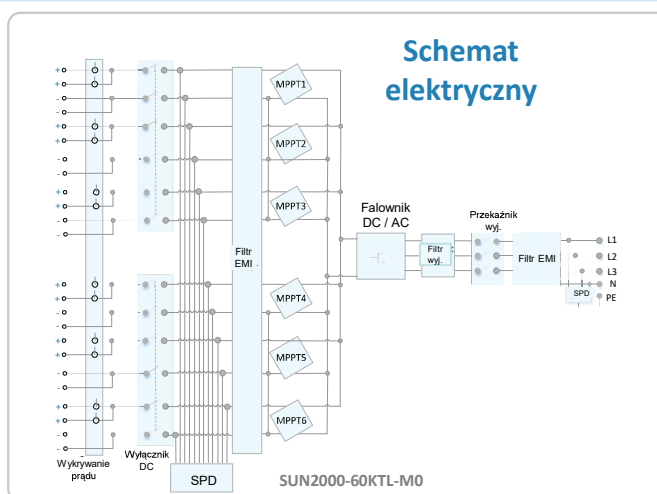 Schemat
elektryczny
+
+
-
-
+
+
-
-
+
+
-
-
+
+
-
-
+
+
-
-
+
+
-
-
MPPT1
MPPT2
MPPT3
MPPT4
MPPT5
MPPT6
Filtr
EMI
Falownik
DC / AC
Filtr
wyj.
Przekaźnik
wyj.
Filtr EMI
L1
L2
L3
N
PE
SPD
Wykrywanie
prądu
Wyłącznik
DC
SPD
SUN2000-60KTL-M0